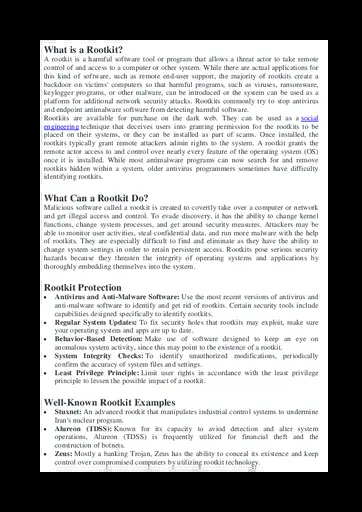 What is a Rootkit?
A rootkit is a harmful software tool or program that allows a threat actor to take remote
control of and access to a computer or other system. While there are actual applications for
this kind of software, such as remote end-user support, the majority of rootkits create a
backdoor on victims' computers so that harmful programs, such as viruses, ransomware,
keylogger programs, or other malware, can be introduced or the system can be used as a
platform for additional network security attacks. Rootkits commonly try to stop antivirus
and endpoint antimalware software from detecting harmful software.
Rootkits are available for purchase on the dark web. They can be used as a social
engineering technique that deceives users into granting permission for the rootkits to be
placed on their systems, or they can be installed as part of scams. Once installed, the
rootkits typically grant remote attackers admin rights to the system. A rootkit grants the
remote actor access to and control over nearly every feature of the operating system (OS)
once it is installed. While most antimalware programs can now search for and remove
rootkits hidden within a system, older antivirus programmers sometimes have difficulty
identifying rootkits.
What Can a Rootkit Do?
Malicious software called a rootkit is created to covertly take over a computer or network
and get illegal access and control. To evade discovery, it has the ability to change kernel
functions, change system processes, and get around security measures. Attackers may be
able to monitor user activities, steal confidential data, and run more malware with the help
of rootkits. They are especially difficult to find and eliminate as they have the ability to
change system settings in order to retain persistent access. Rootkits pose serious security
hazards because they threaten the integrity of operating systems and applications by
thoroughly embedding themselves into the system.
Rootkit Protection
• Antivirus and Anti-Malware Software: Use the most recent versions of antivirus and
anti-malware software to identify and get rid of rootkits. Certain security tools include
capabilities designed specifically to identify rootkits.
• Regular System Updates: To fix security holes that rootkits may exploit, make sure
your operating system and apps are up to date.
• Behavior-Based Detection: Make use of software designed to keep an eye on
anomalous system activity, since this may point to the existence of a rootkit.
• System Integrity Checks: To identify unauthorized modifications, periodically
confirm the accuracy of system files and settings.
• Least Privilege Principle: Limit user rights in accordance with the least privilege
principle to lessen the possible impact of a rootkit.
Well-Known Rootkit Examples
• Stuxnet: An advanced rootkit that manipulates industrial control systems to undermine
Iran's nuclear program.
• Alureon (TDSS): Known for its capacity to aviod detection and alter system
operations, Alureon (TDSS) is frequently utilized for financial theft and the
construction of botnets.
• Zeus: Mostly a banking Trojan, Zeus has the ability to conceal its existence and keep
control over compromised computers by utilizing rootkit technology.